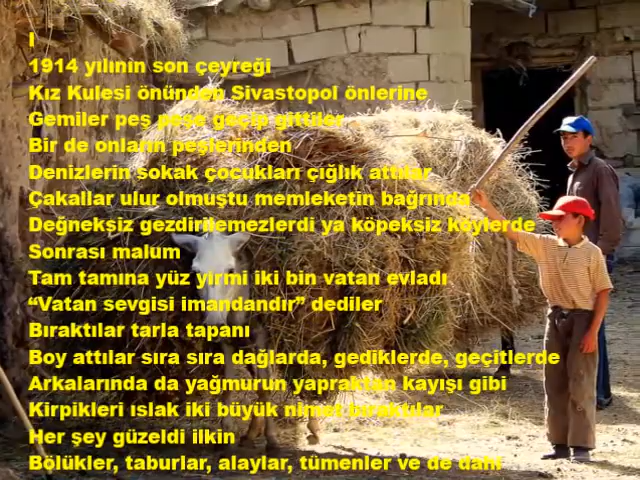 I
1914 yılının son çeyreği
Kız Kulesi önünden Sivastopol önlerine
Gemiler peş peşe geçip gittiler
Bir de onların peşlerinden
Denizlerin sokak çocukları çığlık attılar
Çakallar ulur olmuştu memleketin bağrında
Değneksiz gezdirilemezlerdi ya köpeksiz köylerde
Sonrası malum
Tam tamına yüz yirmi iki bin vatan evladı
“Vatan sevgisi imandandır” dediler
Bıraktılar tarla tapanı
Boy attılar sıra sıra dağlarda, gediklerde, geçitlerde
Arkalarında da yağmurun yapraktan kayışı gibi
Kirpikleri ıslak iki büyük nimet bıraktılar
Her şey güzeldi ilkin
Bölükler, taburlar, alaylar, tümenler ve de dahi